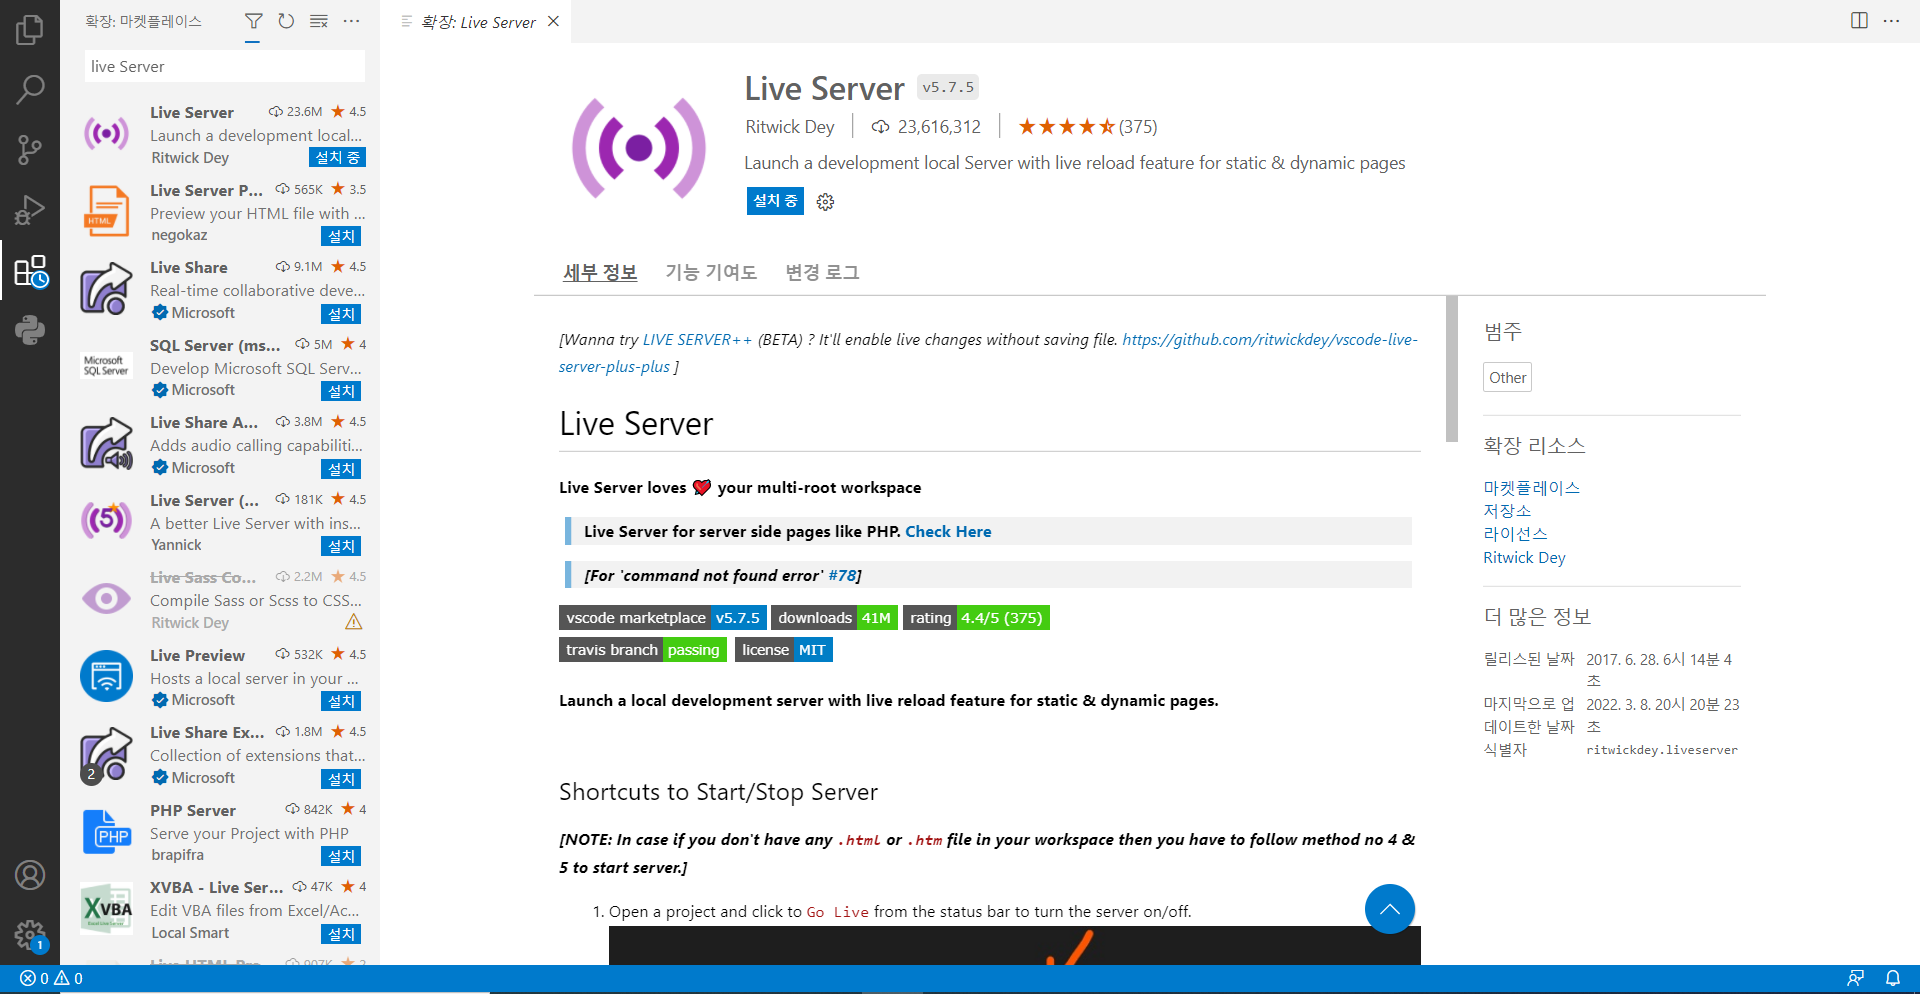 확장: 마켓플레이스
live Server
Live Server 23.6M ★ 4.5
Launch a development local...
Ritwick Dey 설치 중
Live Server P... 565K ★ 3.5
Preview your HTML file with ...
negokaz 설치
HTML
Live Share 9.1M ★ 4.5
Real-time collaborative deve...
Microsoft 설치
SQL Server (ms... 5M ★ 4
Develop Microsoft SQL Serv...
Microsoft 설치
Microsoft
SQL Server
Live Share A... 3.8M ★ 4.5
Adds audio calling capabiliti...
Microsoft 설치
Live Server (... 181K ★ 4.5
A better Live Server with ins...
Yannick 설치
5
Live Sass Co... 2.2M ★ 4.5
Compile Sass or Scss to CSS...
Ritwick Dey
Live Preview 532K ★ 4.5
Hosts a local server in your ...
Microsoft 설치
Live Share Ex... 1.8M ★ 4.5
Collection of extensions that...
Microsoft 설치
2
PHP Server 842K ★ 4
Serve your Project with PHP
brapifra 설치
PHP
XVBA - Live Ser... 47K ★ 4
Edit VBA files from Excel/Ac...
Local Smart 설치
XVBA
1
확장: Live Server
Live Server v5.7.5
Ritwick Dey 23,616,312 ★★★★★(375)
Launch a development local Server with live reload feature for static & dynamic pages
설치 중
세부 정보 기능 기여도 변경 로그
[Wanna try LIVE SERVER++ (BETA) ? It'll enable live changes without saving file. https://github.com/ritwickdey/vscode-live-
server-plus-plus ]
Live Server
Live Server loves 💘 your multi-root workspace
Live Server for server side pages like PHP. Check Here
[For `command not found error` #78]
vscode marketplace v5.7.5 downloads 41M rating 4.4/5 (375)
travis branch passing license MIT
Launch a local development server with live reload feature for static & dynamic pages.
Shortcuts to Start/Stop Server
[NOTE: In case if you don't have any .html or .htm file in your workspace then you have to follow method no 4 &
5 to start server.]
1. Open a project and click to Go Live from the status bar to turn the server on/off.
범주
Other
확장 리소스
마켓플레이스
저장소
라이선스
Ritwick Dey
더 많은 정보
릴리스된 날짜 2017. 6. 28. 6시 14분 4
초
마지막으로 업 2022. 3. 8. 20시 20분 23
데이트한 날짜 초
식별자 ritwickdey.liveserver
0 0